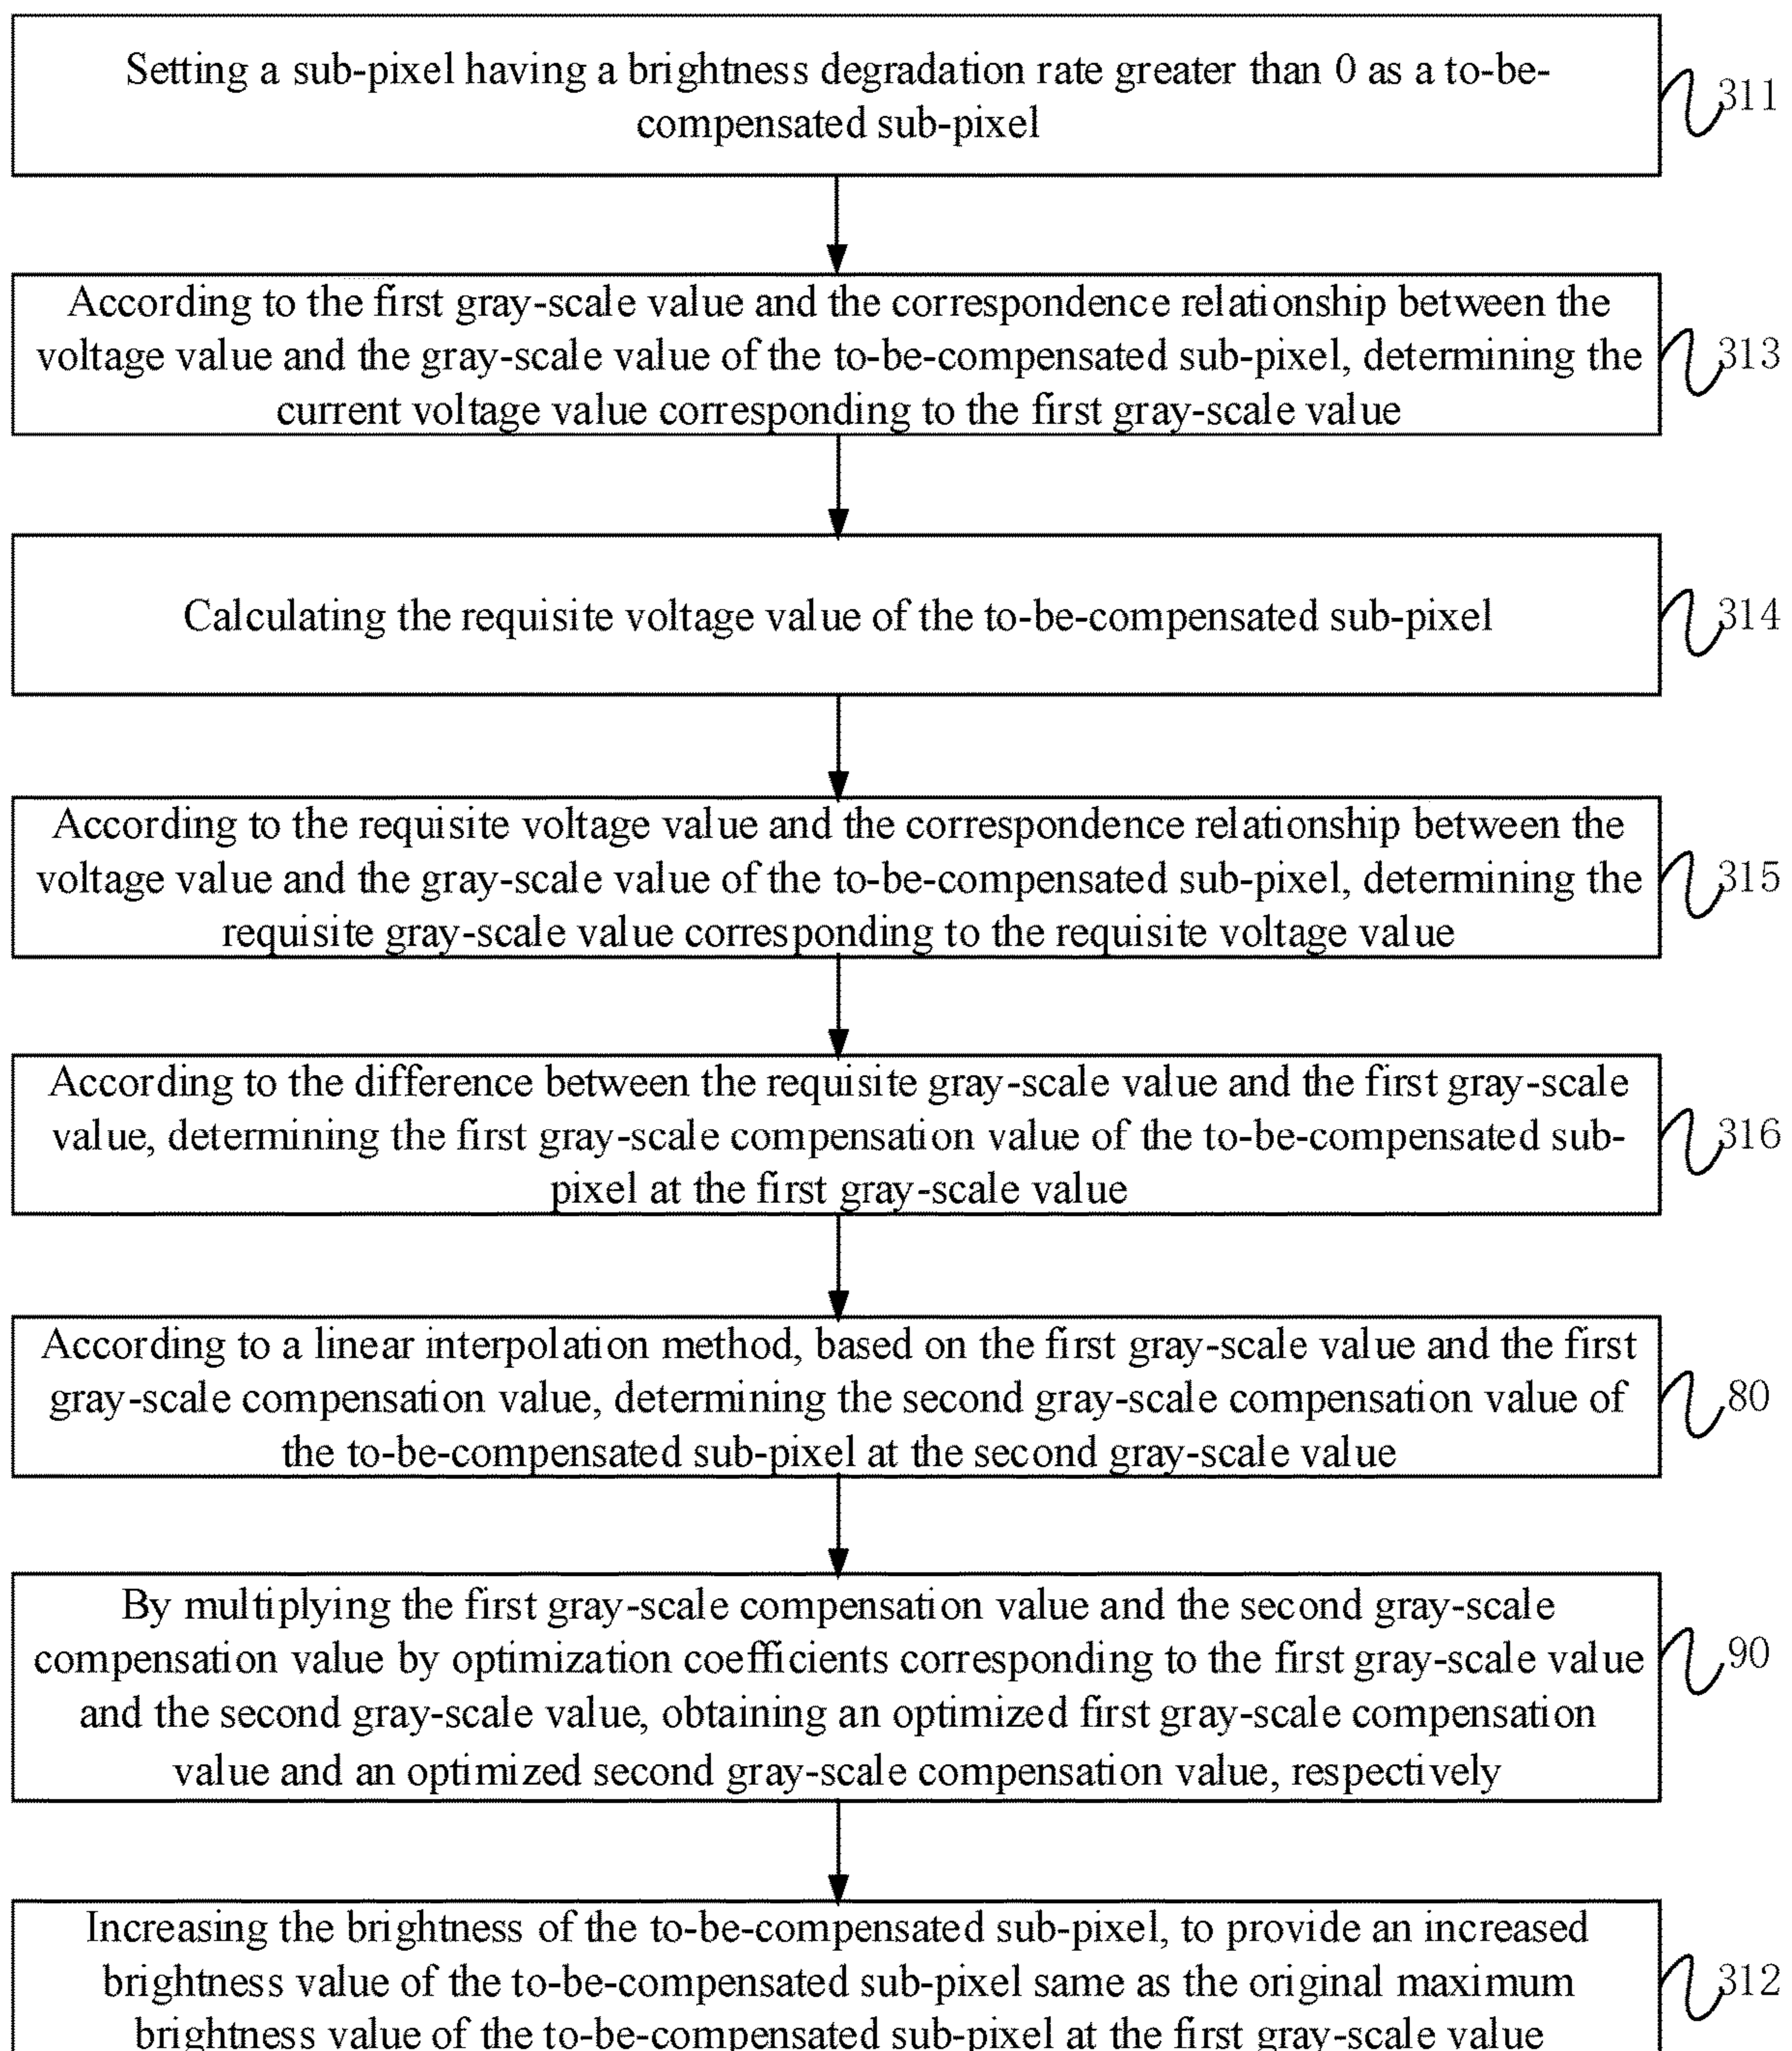 Setting a sub-pixel having a brightness degradation rate greater than 0 as a to-be-
compensated sub-pixel
311
According to the first gray-scale value and the correspondence relationship between the
voltage value and the gray-scale value of the to-be-compensated sub-pixel, determining the
current voltage value corresponding to the first gray-scale value
313
Calculating the requisite voltage value of the to-be-compensated sub-pixel
314
According to the requisite voltage value and the correspondence relationship between the
voltage value and the gray-scale value of the to-be-compensated sub-pixel, determining the
requisite gray-scale value corresponding to the requisite voltage value
315
According to the difference between the requisite gray-scale value and the first gray-scale
value, determining the first gray-scale compensation value of the to-be-compensated sub-
pixel at the first gray-scale value
316
According to a linear interpolation method, based on the first gray-scale value and the first
gray-scale compensation value, determining the second gray-scale compensation value of
the to-be-compensated sub-pixel at the second gray-scale value
80
By multiplying the first gray-scale compensation value and the second gray-scale
compensation value by optimization coefficients corresponding to the first gray-scale value
and the second gray-scale value, obtaining an optimized first gray-scale compensation
value and an optimized second gray-scale compensation value, respectively
90
Increasing the brightness of the to-be-compensated sub-pixel, to provide an increased
brightness value of the to-be-compensated sub-pixel same as the original maximum
brightness value of the to-be-compensated sub-pixel at the first gray-scale value
312